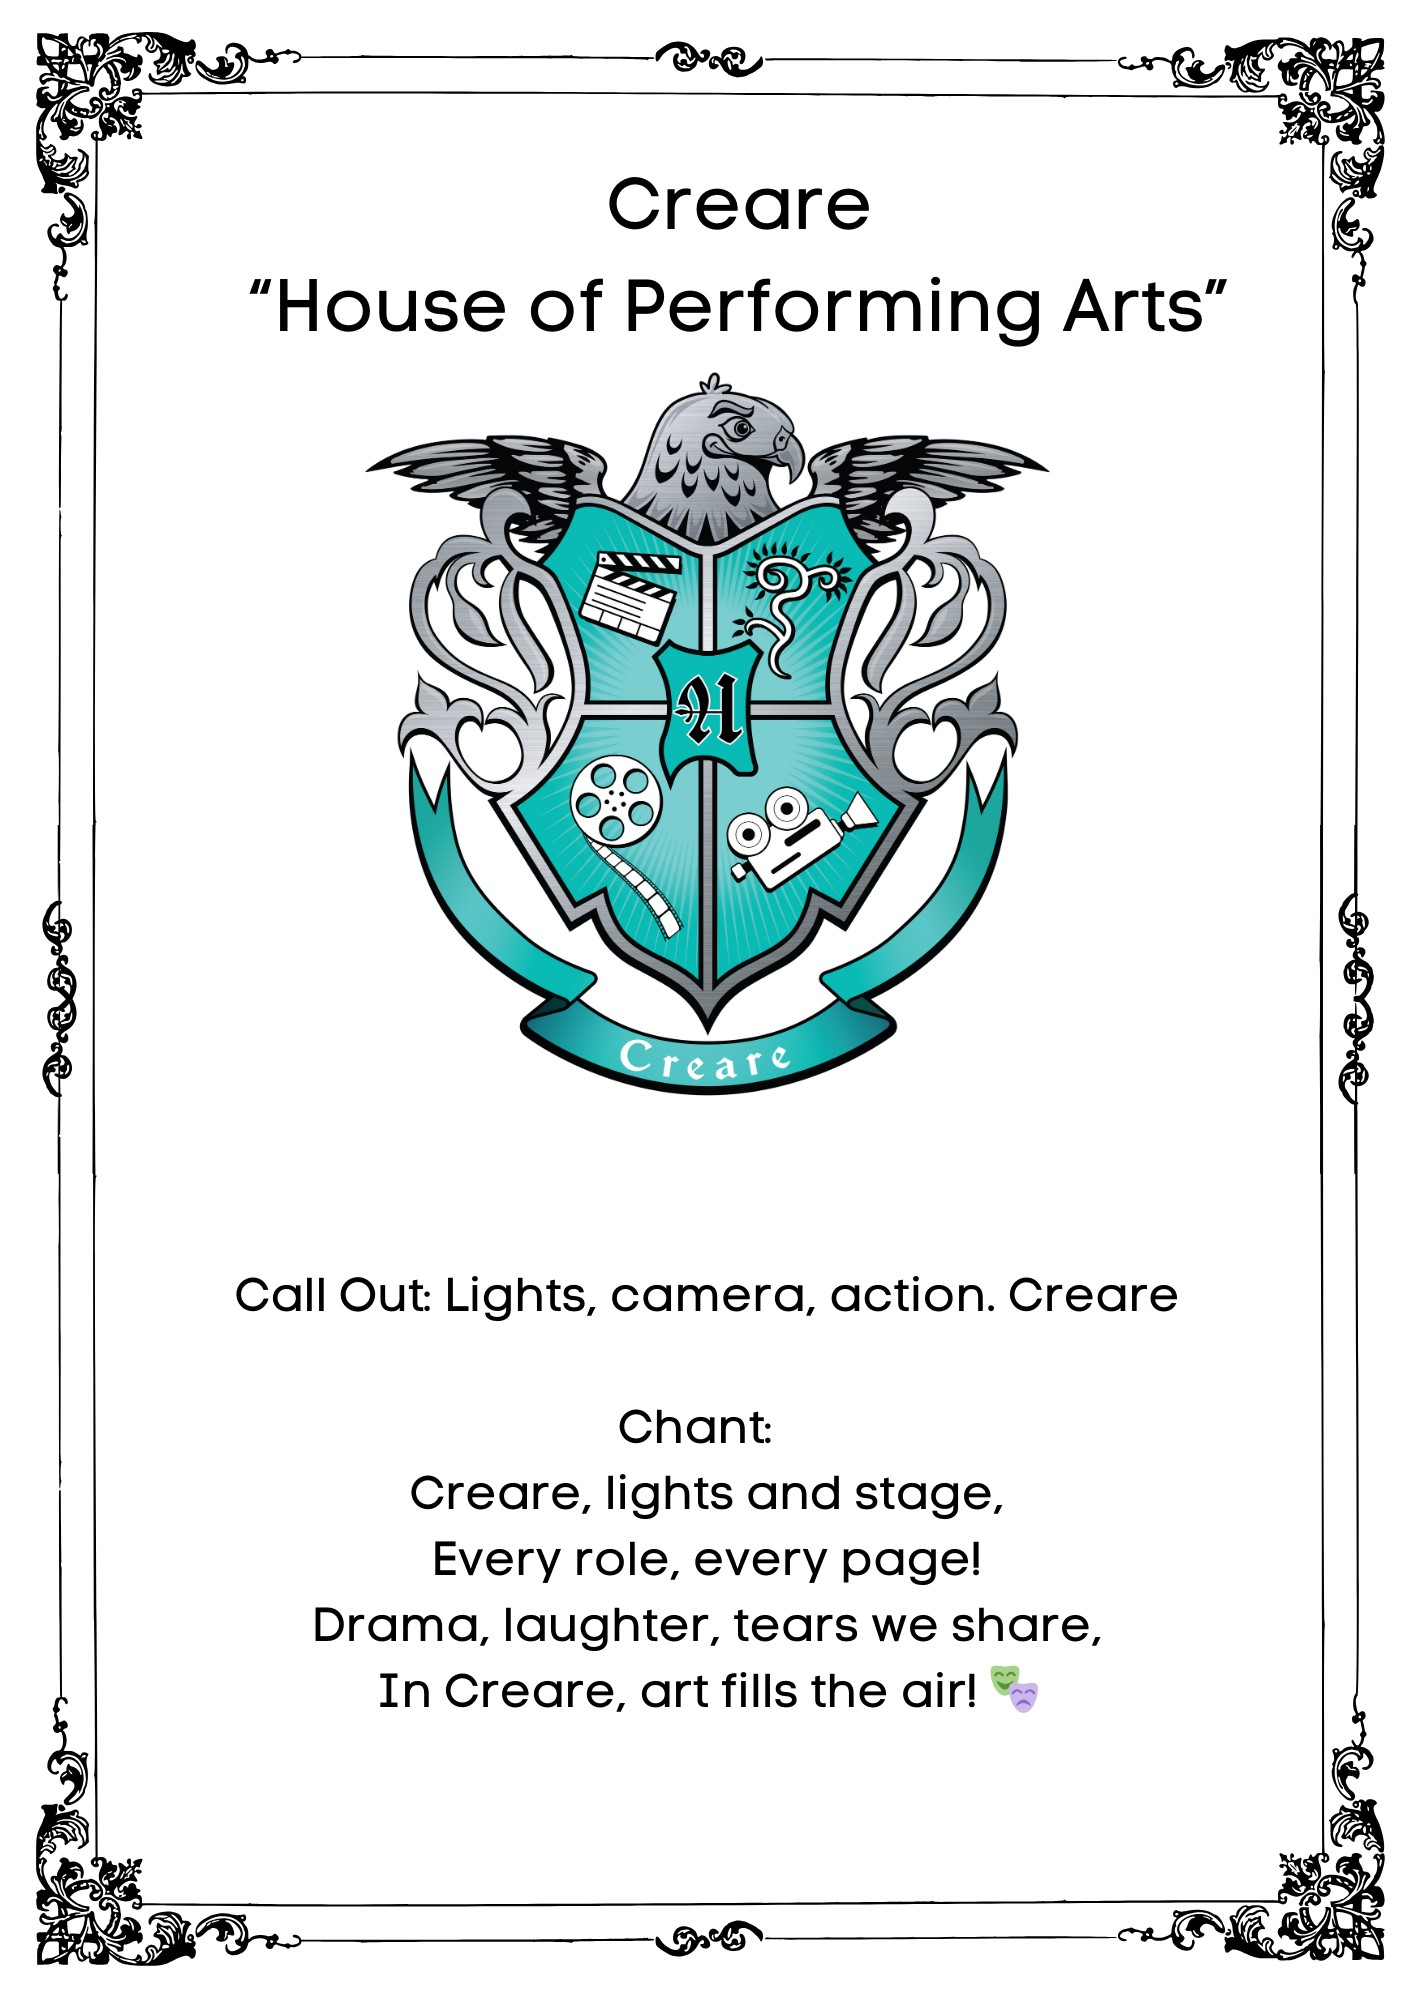 Creare
“House of Performing Arts”
A
Creare
Call Out: Lights, camera, action. Creare
Chant:
Creare, lights and stage,
Every role, every page!
Drama, laughter, tears we share,
In Creare, art fills the air! 🎭